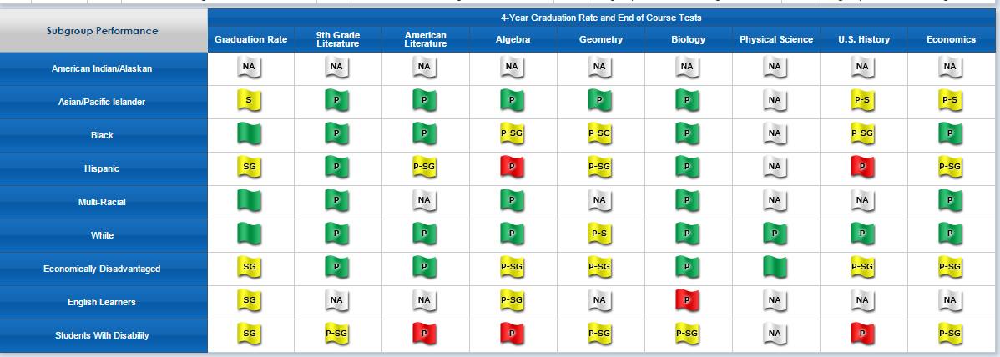 4-Year Graduation Rate and End of Course Tests
Subgroup Performance
Graduation Rate 9th Grade Literature American Literature Algebra Geometry Biology Physical Science U.S. History Economics
American Indian/Alaskan NA NA NA NA NA NA NA NA NA
Asian/Pacific Islander S P P P P P NA P-S P-S
Black P P P-SG P-SG P NA P-SG P
Hispanic SG P P-SG P P-SG P NA P P-SG
Multi-Racial P NA P NA P NA NA P
White P P P P-S P P P P
Economically Disadvantaged SG P P P-SG P-SG P P-SG P-SG
English Learners SG NA NA P-SG NA P NA NA NA
Students With Disability SG P-SG P P P-SG P-SG NA P P-SG